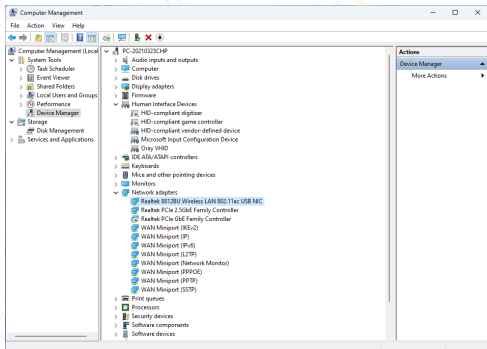 Computer Management
File Action View Help
Computer Management (Local
System Tools
Task Scheduler
Event Viewer
Shared Folders
Local Users and Groups
Performance
Device Manager
Storage
Disk Management
Services and Applications
PC-20210323CHP
Audio inputs and outputs
Computer
Disk drives
Display adapters
Firmware
Human Interface Devices
HID-compliant digitizer
HID-compliant game controller
HID-compliant vendor-defined device
Microsoft Input Configuration Device
Oray VHID
IDE ATA/ATAPI controllers
Keyboards
Mice and other pointing devices
Monitors
Network adapters
Realtek 8812BU Wireless LAN 802.11ac USB NIC
Realtek PCIe 2.5GbE Family Controller
Realtek PCIe GbE Family Controller
WAN Miniport (IKEv2)
WAN Miniport (IP)
WAN Miniport (IPv6)
WAN Miniport (L2TP)
WAN Miniport (Network Monitor)
WAN Miniport (PPPOE)
WAN Miniport (PPTP)
WAN Miniport (SSTP)
Print queues
Processors
Security devices
Software components
Software devices
Actions
Device Manager
More Actions